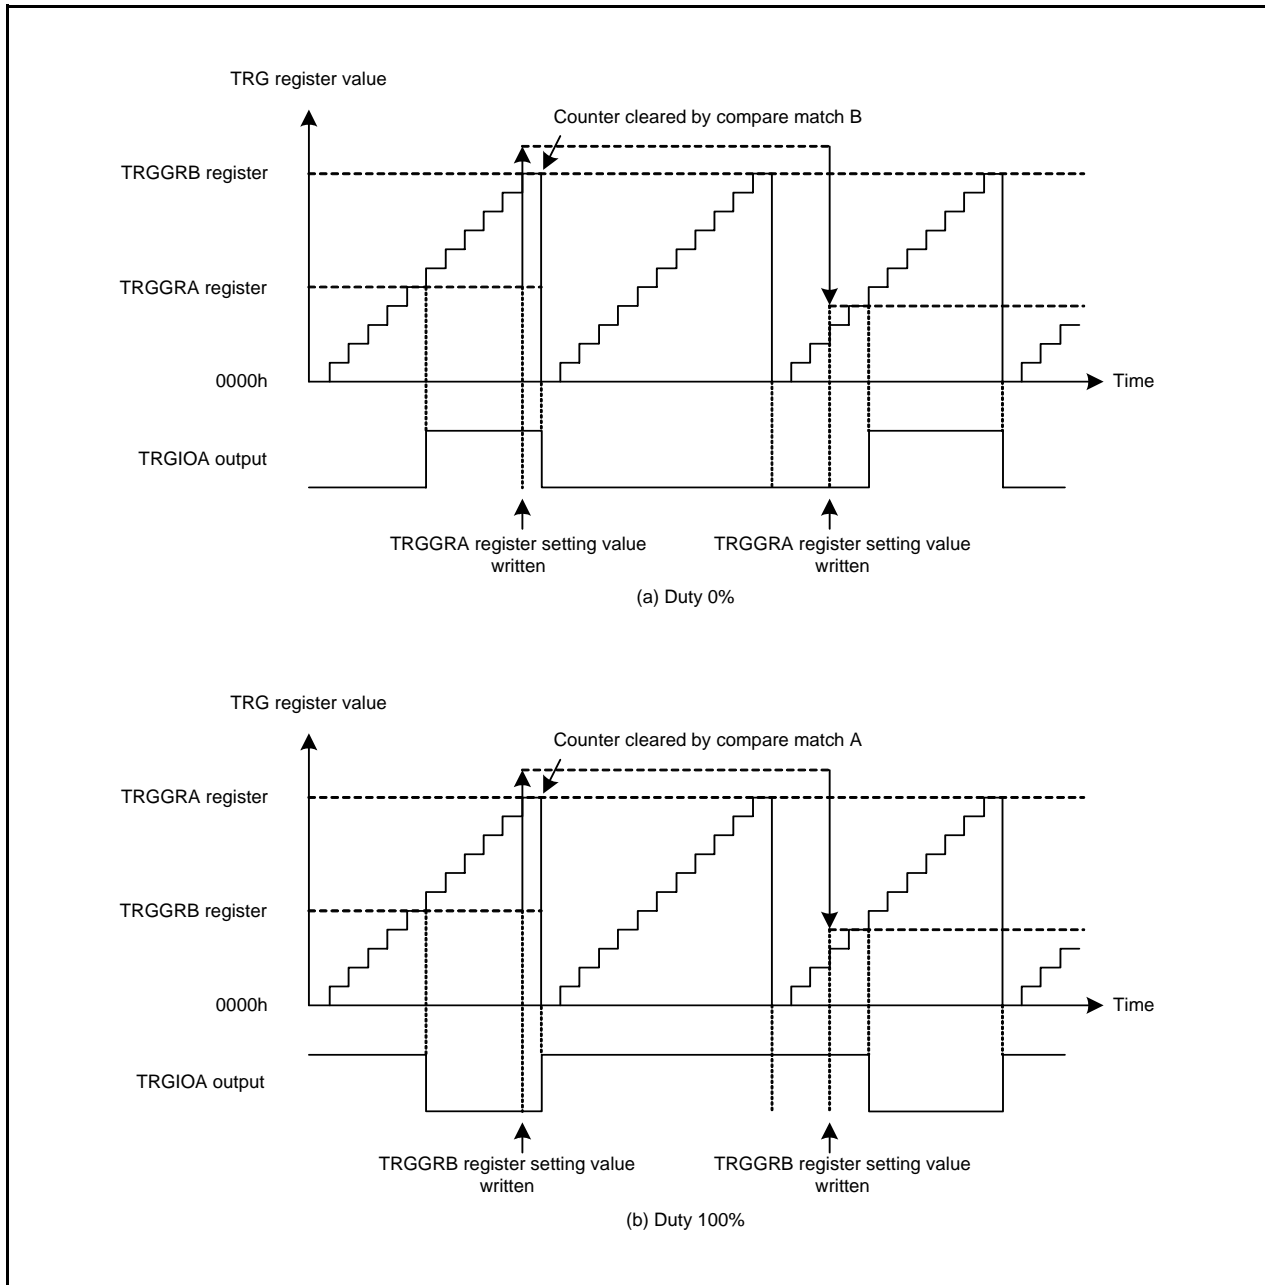 TRG register value
Counter cleared by compare match B
TRGGRB register
TRGGRA register
0000h
Time
TRGIOA output
TRGGRA register setting value
written
TRGGRA register setting value
written
(a) Duty 0%
TRG register value
Counter cleared by compare match A
TRGGRA register
TRGGRB register
0000h
Time
TRGIOA output
TRGGRB register setting value
written
TRGGRB register setting value
written
(b) Duty 100%